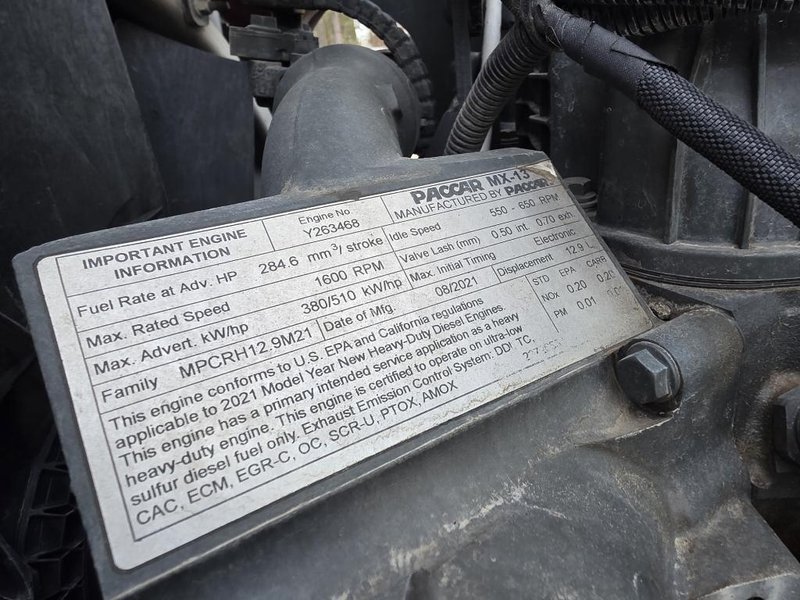 IMPORTANT ENGINE
INFORMATION
Engine No.
Y263468
PACCAR MX-13
MANUFACTURED BY PACCAR
Fuel Rate at Adv. HP 284.6 mm³/ stroke
Idle Speed 550 - 650 RPM
Max. Rated Speed 1600 RPM
Valve Lash (mm) 0.50 int. 0.70 exh.
Max. Advert. kW/hp 380/510 kW/hp
Max. Initial Timing Electronic
Family MPCRH12.9M21
Date of Mfg. 08/2021
Displacement 12.9 L
This engine conforms to U.S. EPA and California regulations
applicable to 2021 Model Year New Heavy-Duty Diesel Engines.
This engine has a primary intended service application as a heavy
heavy-duty engine. This engine is certified to operate on ultra-low
sulfur diesel fuel only. Exhaust Emission Control System: DDI, TC,
CAC, ECM, EGR-C, OC, SCR-U, PTOX, AMOX
STD EPA CARB
NOx 0.20 0.20
PM 0.01